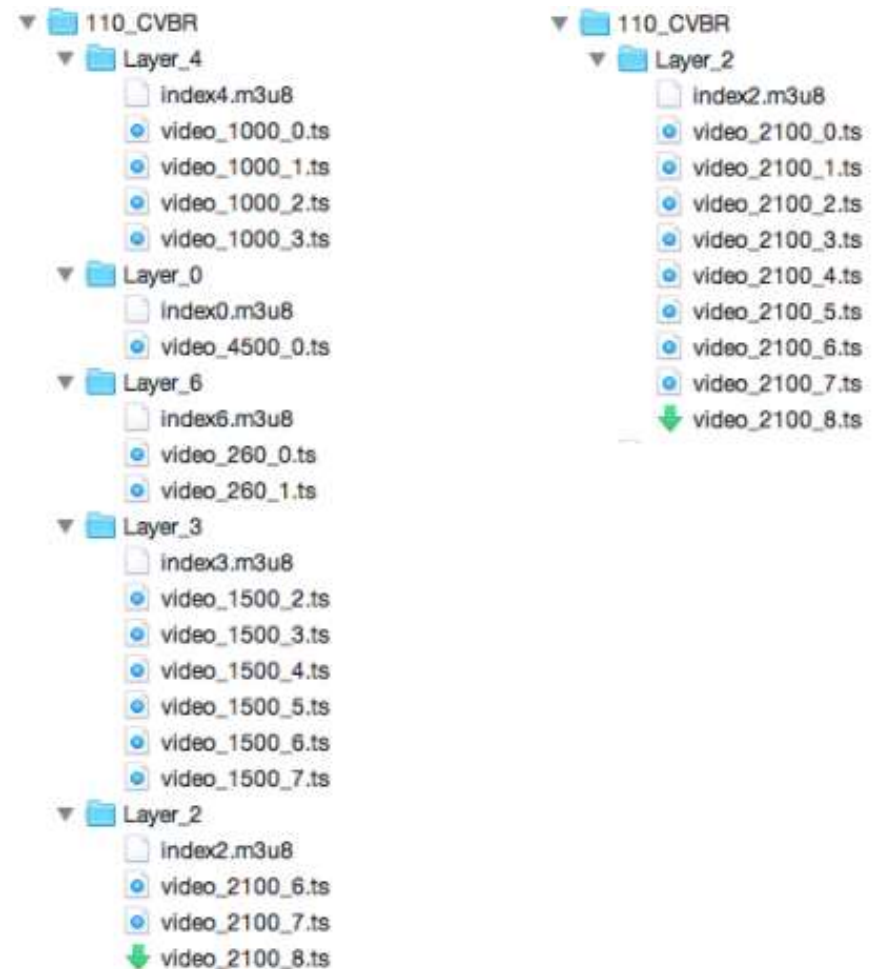 110_CVBR
Layer_4
index4.m3u8
video_1000_0.ts
video_1000_1.ts
video_1000_2.ts
video_1000_3.ts
Layer_0
index0.m3u8
video_4500_0.ts
Layer_6
index6.m3u8
video_260_0.ts
video_260_1.ts
Layer_3
index3.m3u8
video_1500_2.ts
video_1500_3.ts
video_1500_4.ts
video_1500_5.ts
video_1500_6.ts
video_1500_7.ts
Layer_2
index2.m3u8
video_2100_6.ts
video_2100_7.ts
video_2100_8.ts
110_CVBR
Layer_2
index2.m3u8
video_2100_0.ts
video_2100_1.ts
video_2100_2.ts
video_2100_3.ts
video_2100_4.ts
video_2100_5.ts
video_2100_6.ts
video_2100_7.ts
video_2100_8.ts